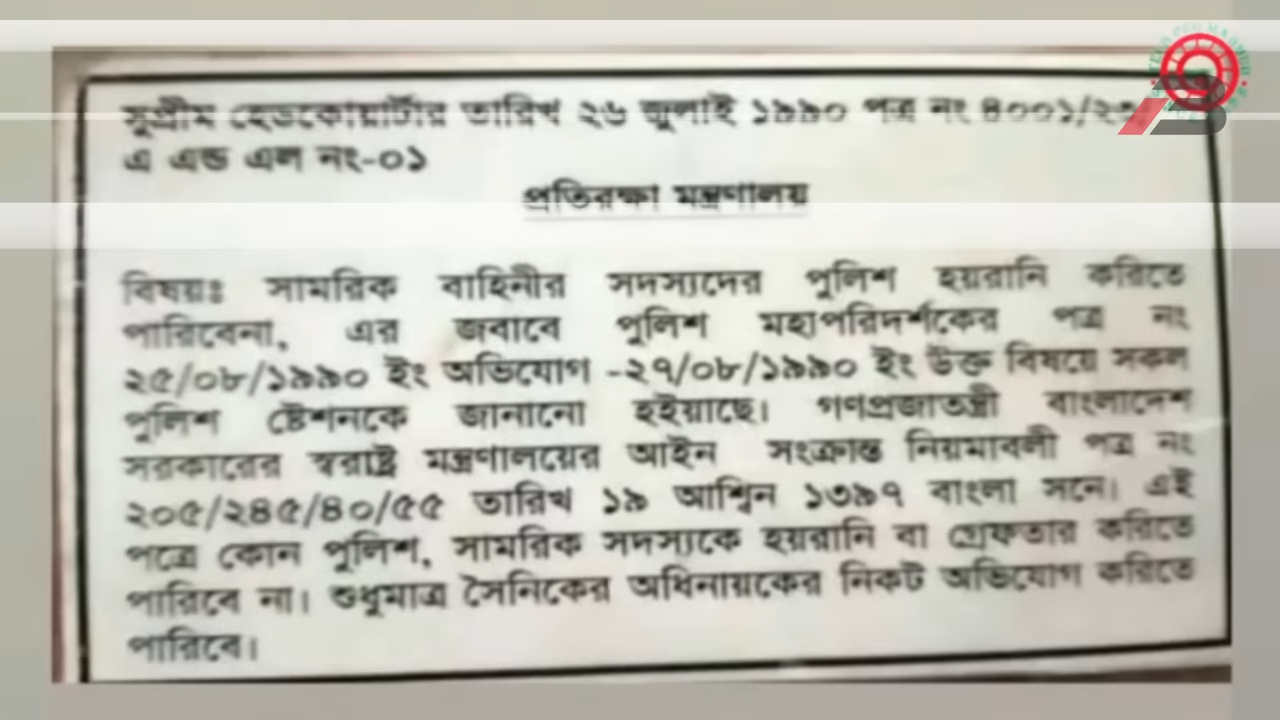 সুপ্রীম হেডকোয়ার্টার তারিখ ২৬ জুলাই ১৯৯০ পত্র নং ৪০০১/২৩/
এ এন্ড এল নং-০১
প্রতিরক্ষা মন্ত্রণালয়
বিষয়ঃ সামরিক বাহিনীর সদস্যদের পুলিশ হয়রানি করিতে
পারিবেনা, এর জবাবে পুলিশ মহাপরিদর্শকের পত্র নং
২৫/০৮/১৯৯০ ইং অভিযোগ -২৭/০৮/১৯৯০ ইং উক্ত বিষয়ে সকল
পুলিশ ষ্টেশনকে জানানো হইয়াছে। গণপ্রজাতন্ত্রী বাংলাদেশ
সরকারের স্বরাষ্ট্র মন্ত্রণালয়ের আইন সংক্রান্ত নিয়মাবলী পত্র নং
২০৫/২৪৫/৪০/৫৫ তারিখ ১৯ আশ্বিন ১৩৯৭ বাংলা সনে। এই
পত্রে কোন পুলিশ, সামরিক সদস্যকে হয়রানি বা গ্রেফতার করিতে
পারিবে না। শুধুমাত্র সৈনিকের অধিনায়কের নিকট অভিযোগ করিতে
পারিবে।